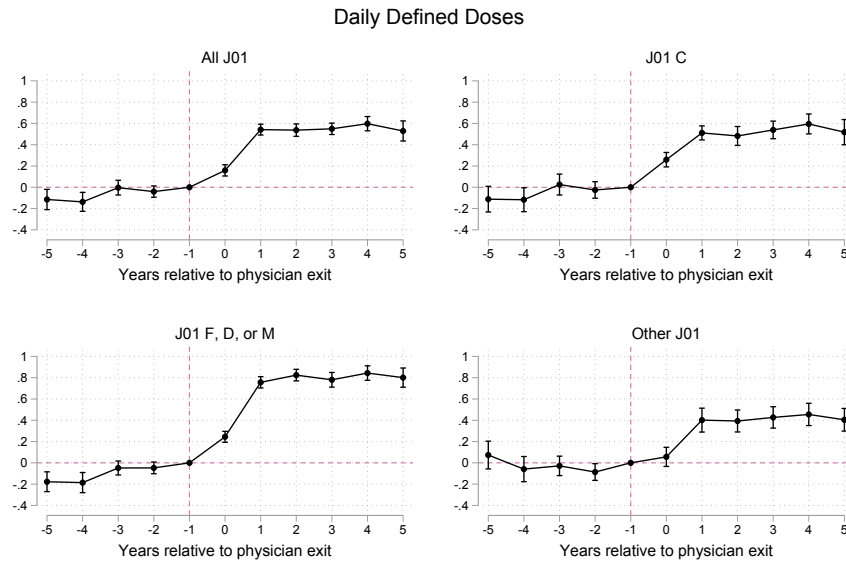 Daily Defined Doses
All J01
1
.8
.6
.4
.2
0
-.2
-.4
-5 -4 -3 -2 -1 0 1 2 3 4 5
Years relative to physician exit
J01 C
1
.8
.6
.4
.2
0
-.2
-.4
-5 -4 -3 -2 -1 0 1 2 3 4 5
Years relative to physician exit
J01 F, D, or M
1
.8
.6
.4
.2
0
-.2
-.4
-5 -4 -3 -2 -1 0 1 2 3 4 5
Years relative to physician exit
Other J01
1
.8
.6
.4
.2
0
-.2
-.4
-5 -4 -3 -2 -1 0 1 2 3 4 5
Years relative to physician exit